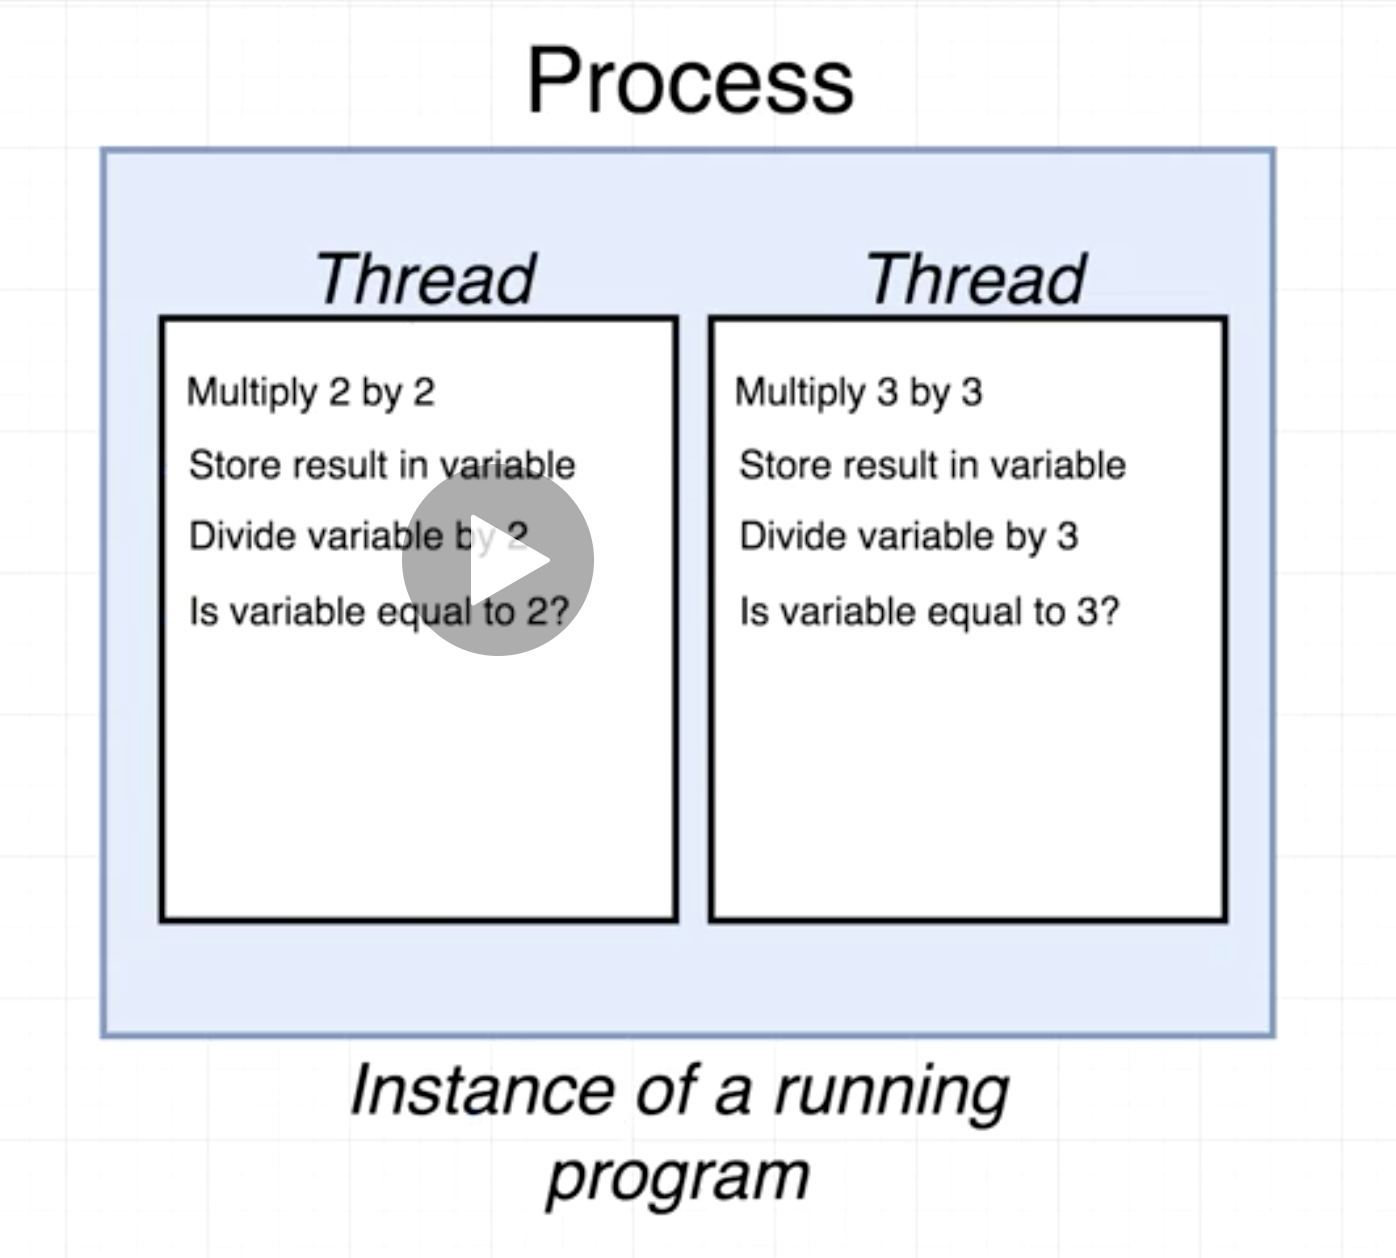 Process
Thread
Multiply 2 by 2
Store result in variable
Divide variable by 2
Is variable equal to 2?
Thread
Multiply 3 by 3
Store result in variable
Divide variable by 3
Is variable equal to 3?
Instance of a running
program